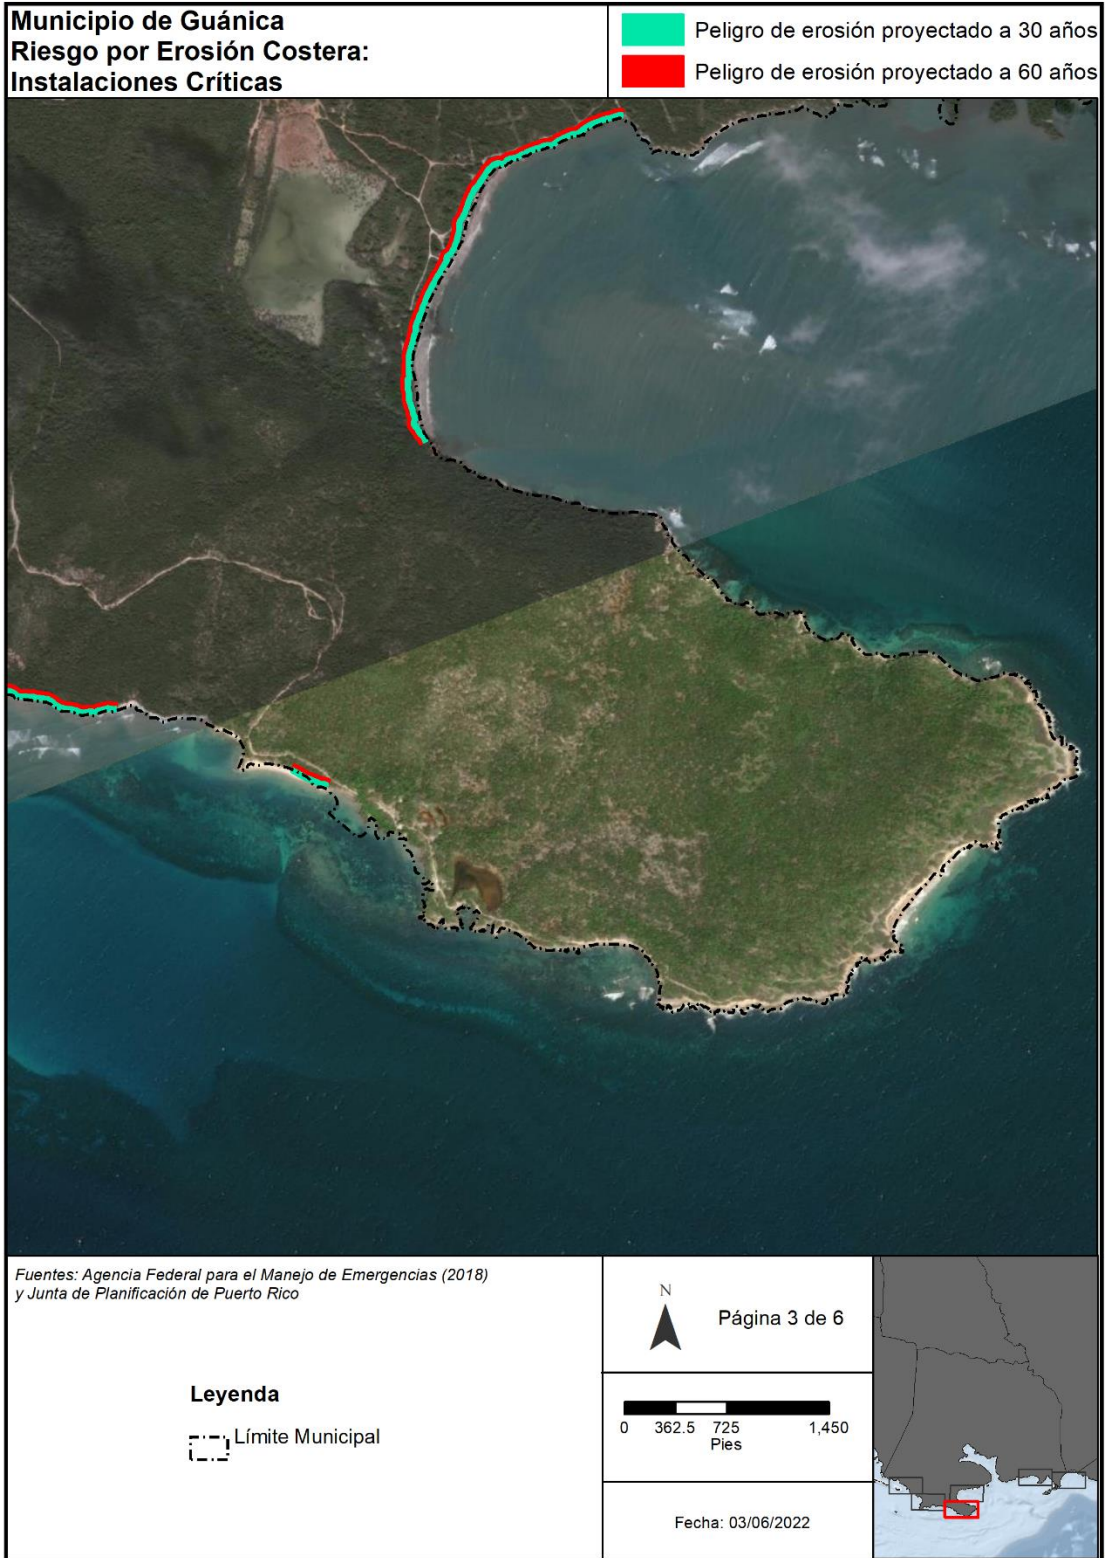 Municipio de Guánica
Riesgo por Erosión Costera:
Instalaciones Críticas
Peligro de erosión proyectado a 30 años
Peligro de erosión proyectado a 60 años
Fuentes: Agencia Federal para el Manejo de Emergencias (2018)
y Junta de Planificación de Puerto Rico
Leyenda
Límite Municipal
N
Página 3 de 6
0 362.5 725 1,450
Pies
Fecha: 03/06/2022